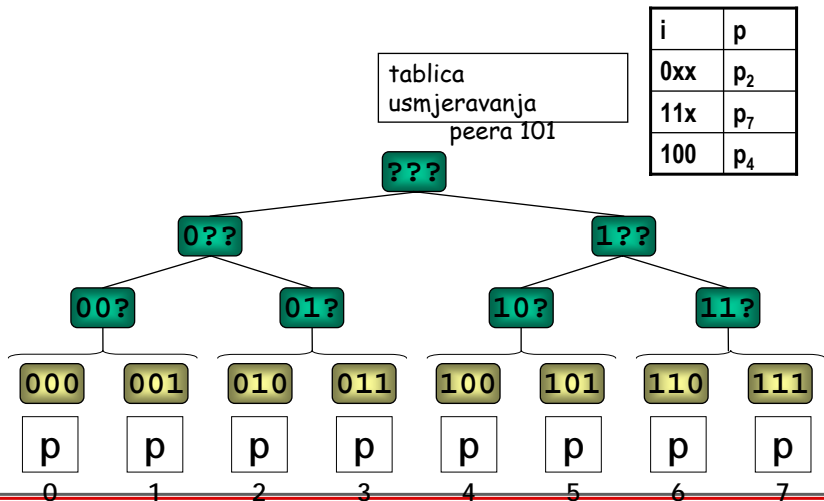 i p
0xx p₂
11x p₇
100 p₄
tablica
usmjeravanja
peera 101
???
0?? 1??
00? 01? 10? 11?
000 001 010 011 100 101 110 111
p p p p p p p p
0 1 2 3 4 5 6 7